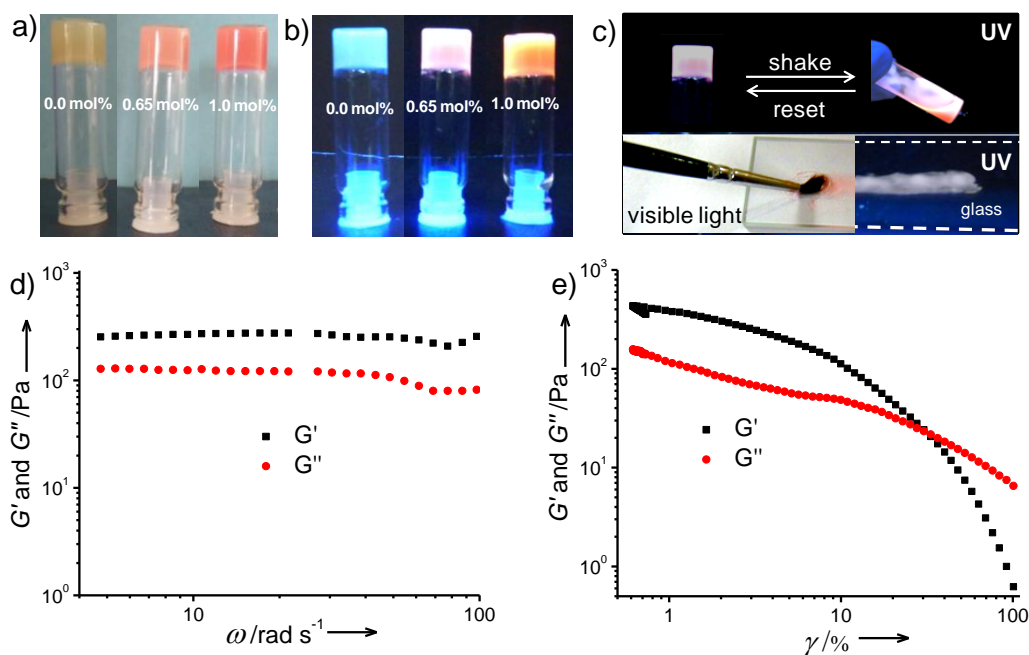 a)
0.0 mol%
0.65 mol%
1.0 mol%
b)
0.0 mol%
0.65 mol%
1.0 mol%
c)
UV
shake
reset
visible light
UV
glass
d)
10³
10²
10¹
10⁰
G' and G''/Pa
G'
G''
10
100
ω/rad s⁻¹
e)
10³
10²
10¹
10⁰
G' and G''/Pa
G'
G''
1
10
100
γ/%